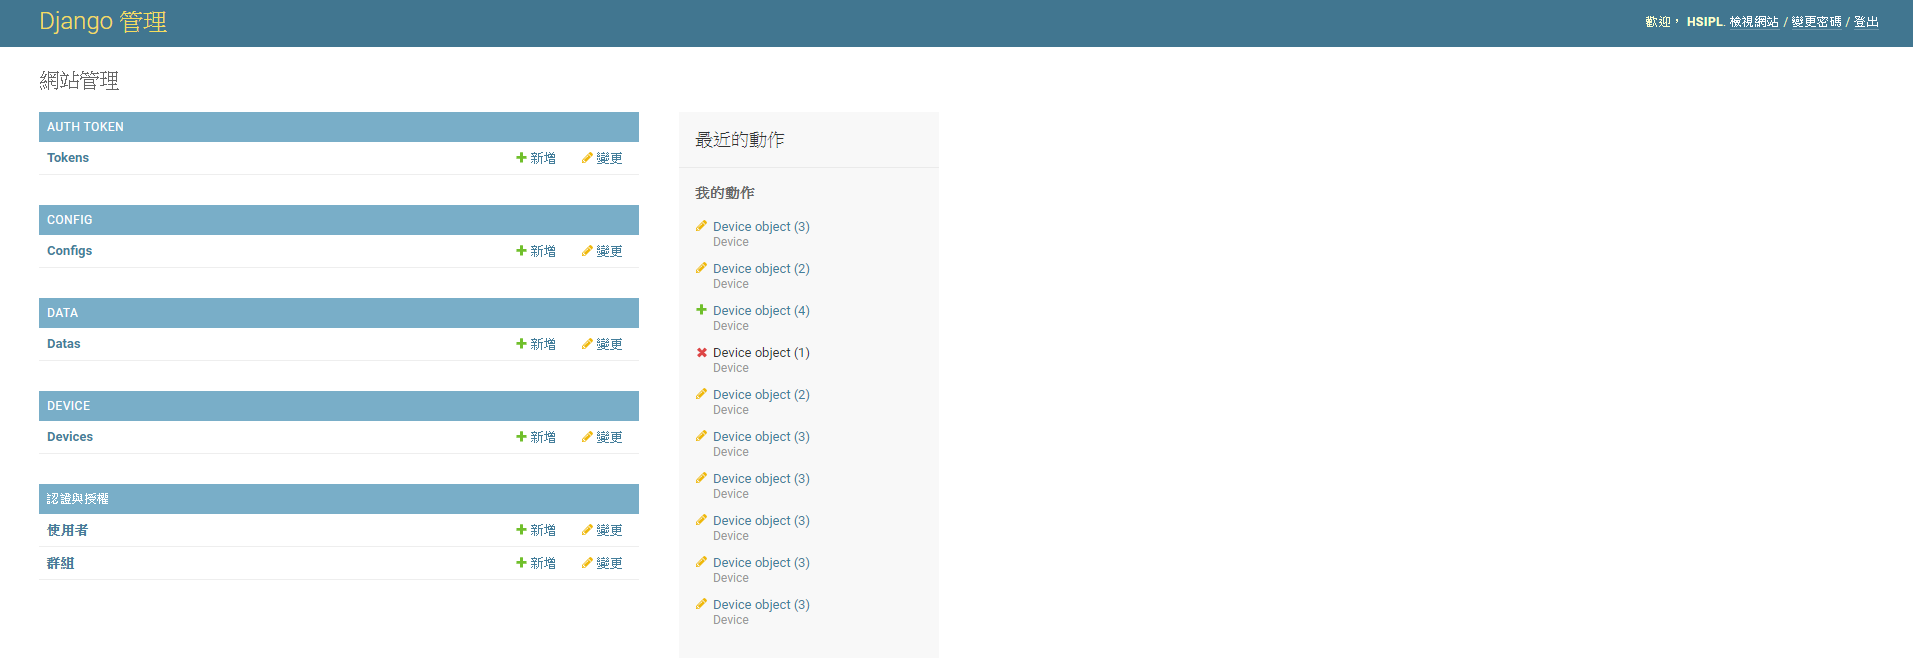 Django 管理
歡迎， HSIPL. 檢視網站 / 變更密碼 / 登出
網站管理
AUTH TOKEN
Tokens 新增 變更
CONFIG
Configs 新增 變更
DATA
Datas 新增 變更
DEVICE
Devices 新增 變更
認證與授權
使用者 新增 變更
群組 新增 變更
最近的動作
我的動作
Device object (3)
Device
Device object (2)
Device
Device object (4)
Device
Device object (1)
Device
Device object (2)
Device
Device object (3)
Device
Device object (3)
Device
Device object (3)
Device
Device object (3)
Device
Device object (3)
Device